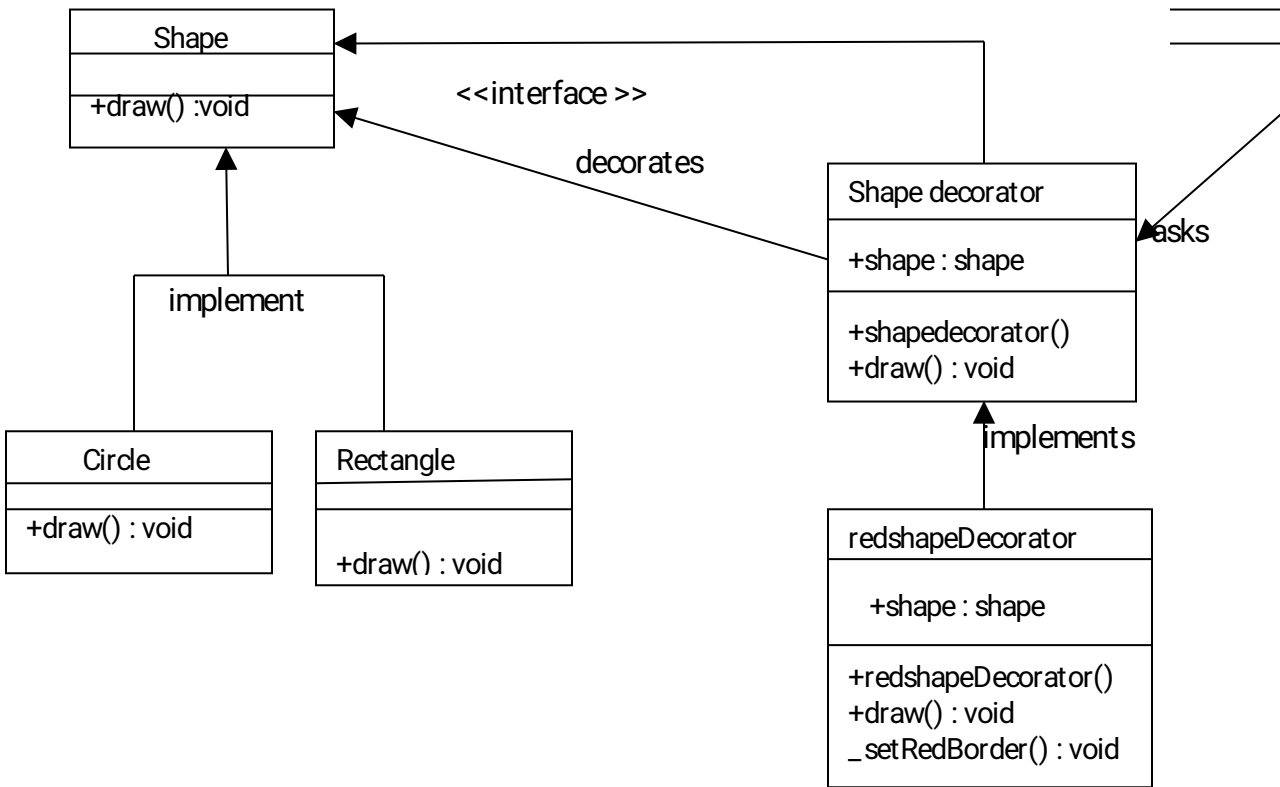 Shape
+draw() :void
<<interface >>
decorates
Shape decorator
+shape : shape
+shapedecorator()
+draw() : void
asks
implement
Circle
+draw() : void
Rectangle
+draw() : void
implements
redshapeDecorator
+shape : shape
+redshapeDecorator()
+draw() : void
_setRedBorder() : void